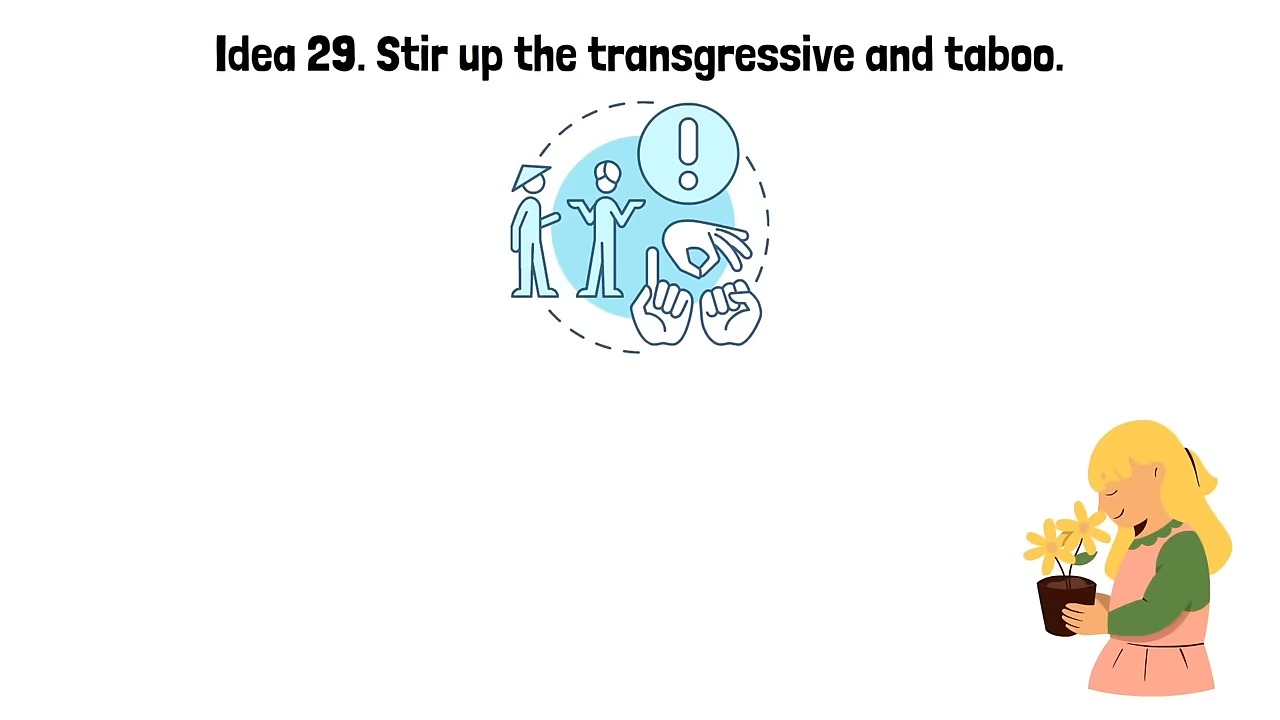 Idea 29. Stir up the transgressive and taboo.